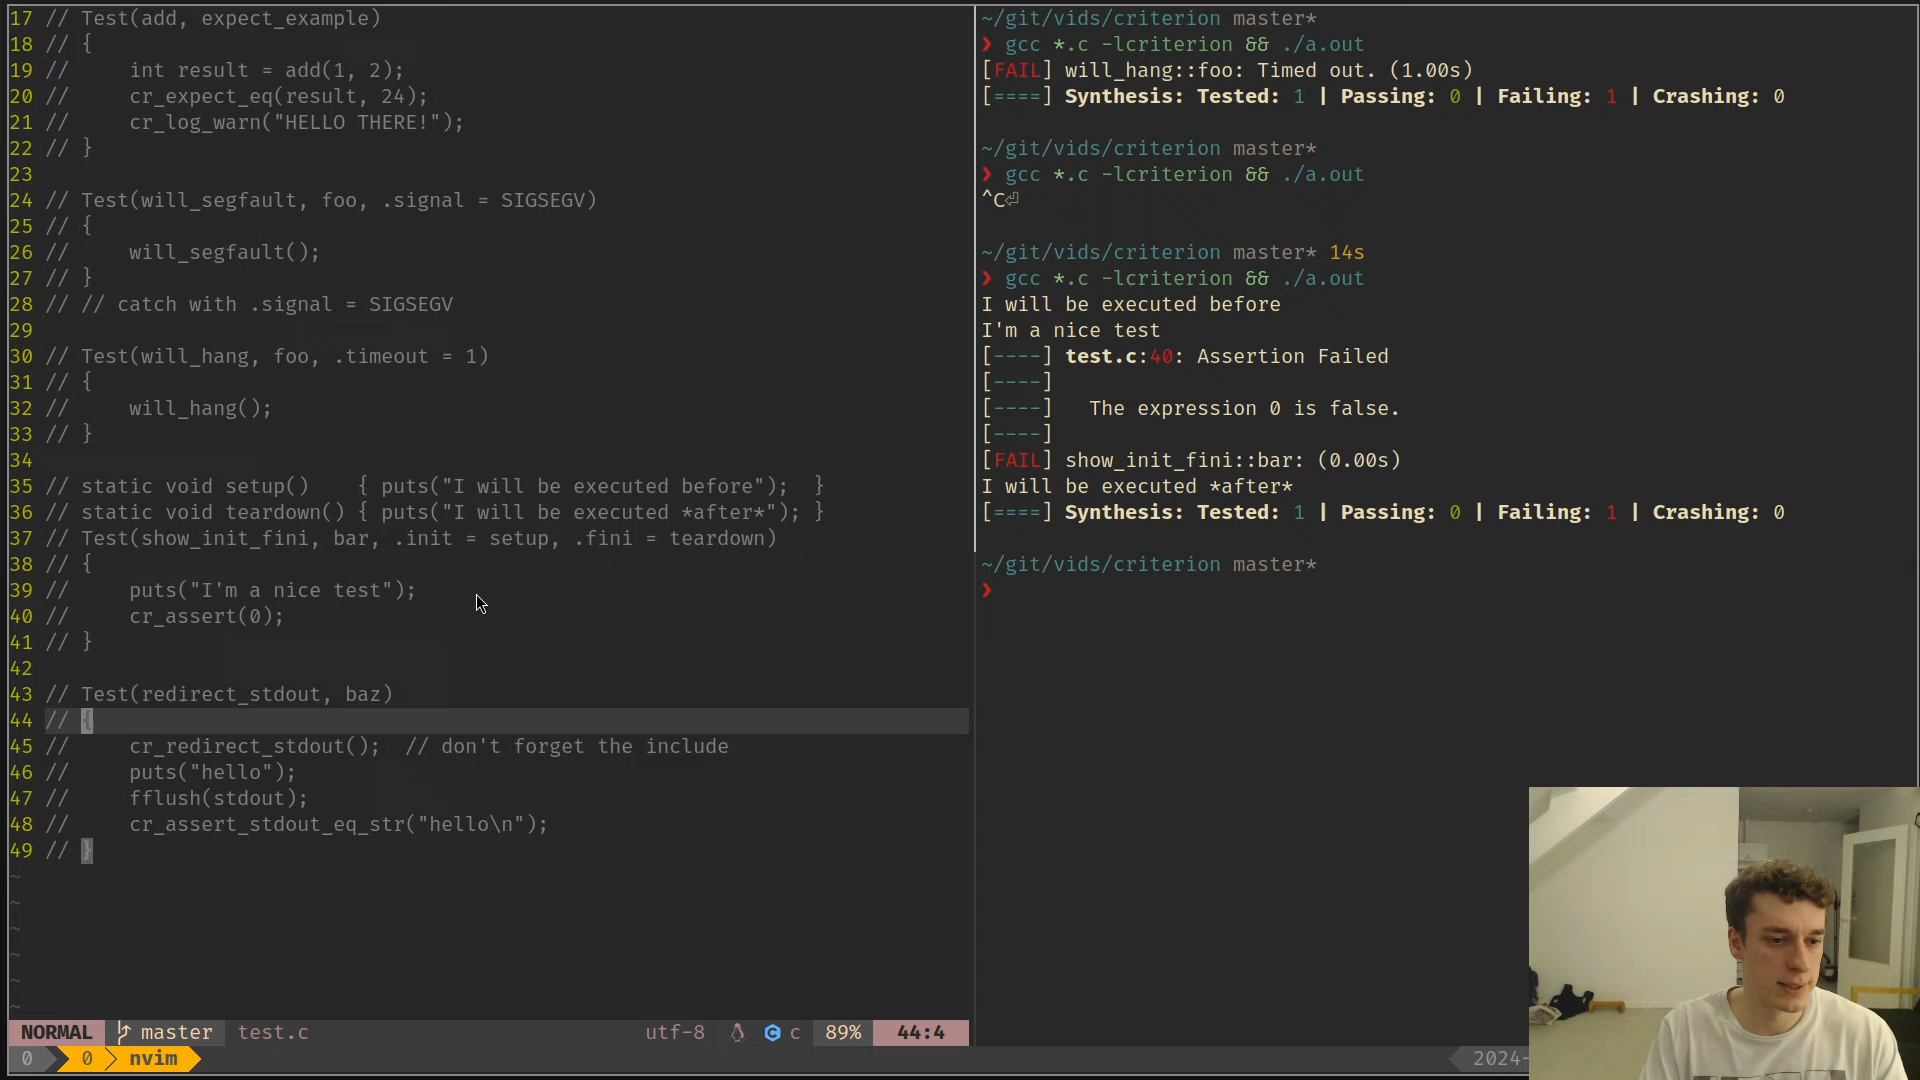 17 // Test(add, expect_example)
18 // {
19 //     int result = add(1, 2);
20 //     cr_expect_eq(result, 24);
21 //     cr_log_warn("HELLO THERE!");
22 // }
23
24 // Test(will_segfault, foo, .signal = SIGSEGV)
25 // {
26 //     will_segfault();
27 // }
28 // // catch with .signal = SIGSEGV
29
30 // Test(will_hang, foo, .timeout = 1)
31 // {
32 //     will_hang();
33 // }
34
35 // static void setup()    { puts("I will be executed before");  }
36 // static void teardown() { puts("I will be executed *after*"); }
37 // Test(show_init_fini, bar, .init = setup, .fini = teardown)
38 // {
39 //     puts("I'm a nice test");
40 //     cr_assert(0);
41 // }
42
43 // Test(redirect_stdout, baz)
44 // {
45 //     cr_redirect_stdout();  // don't forget the include
46 //     puts("hello");
47 //     fflush(stdout);
48 //     cr_assert_stdout_eq_str("hello\n");
49 // }
~
~
~
~
~
~
NORMAL master test.c utf-8 c 89% 44:4
0 0 nvim 2024-
~/git/vids/criterion master*
❯ gcc *.c -lcriterion && ./a.out
[FAIL] will_hang::foo: Timed out. (1.00s)
[====] Synthesis: Tested: 1 | Passing: 0 | Failing: 1 | Crashing: 0
~/git/vids/criterion master*
❯ gcc *.c -lcriterion && ./a.out
^C⏎
~/git/vids/criterion master* 14s
❯ gcc *.c -lcriterion && ./a.out
I will be executed before
I'm a nice test
[----] test.c:40: Assertion Failed
[----]
[----]   The expression 0 is false.
[----]
[FAIL] show_init_fini::bar: (0.00s)
I will be executed *after*
[====] Synthesis: Tested: 1 | Passing: 0 | Failing: 1 | Crashing: 0
~/git/vids/criterion master*
❯